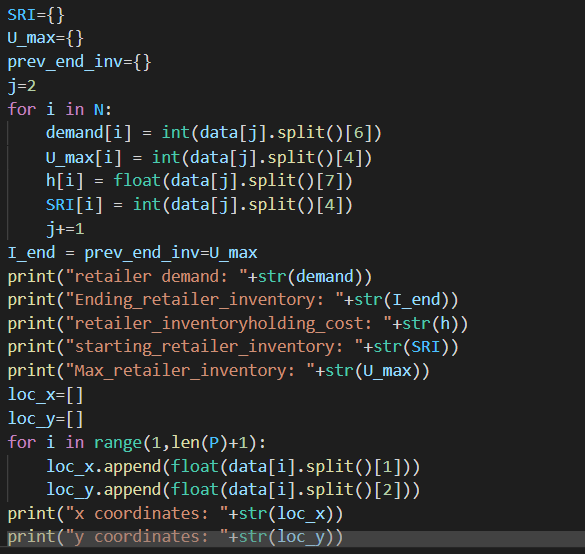 SRI={}
U_max={}
prev_end_inv={}
j=2
for i in N:
    demand[i] = int(data[j].split()[6])
    U_max[i] = int(data[j].split()[4])
    h[i] = float(data[j].split()[7])
    SRI[i] = int(data[j].split()[4])
    j+=1
I_end = prev_end_inv=U_max
print("retailer demand: "+str(demand))
print("Ending_retailer_inventory: "+str(I_end))
print("retailer_inventoryholding_cost: "+str(h))
print("starting_retailer_inventory: "+str(SRI))
print("Max_retailer_inventory: "+str(U_max))
loc_x=[]
loc_y=[]
for i in range(1,len(P)+1):
    loc_x.append(float(data[i].split()[1]))
    loc_y.append(float(data[i].split()[2]))
print("x coordinates: "+str(loc_x))
print("y coordinates: "+str(loc_y))